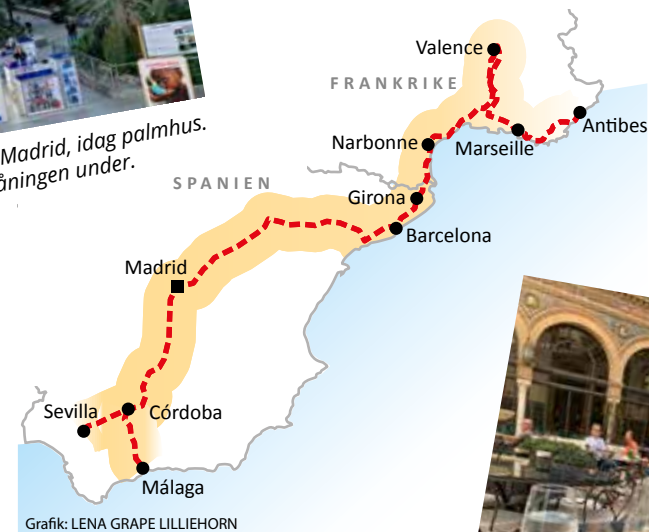 Madrid, idag palmhus.
åningen under.
Valence
FRANKRIKE
Antibes
Narbonne
Marseille
SPANIEN
Girona
Barcelona
Madrid
Sevilla
Córdoba
Málaga
Grafik: LENA GRAPE LILLIEHORN